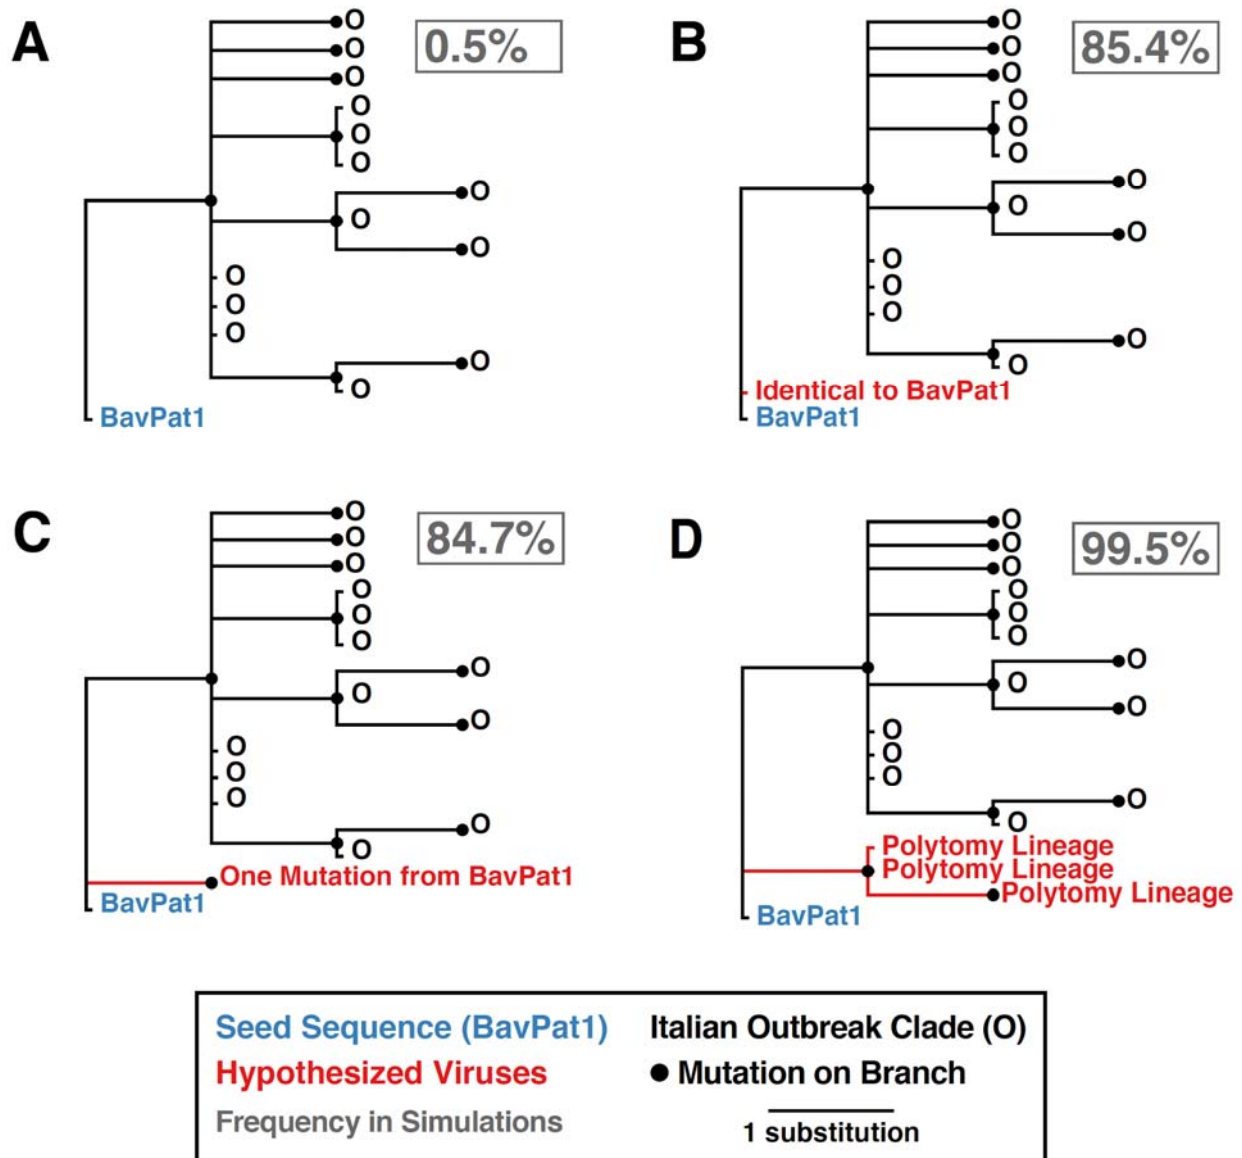 A
0.5%
O
O
O
O
O
O
O
O
O
O
O
O
O
O
BavPat1
B
85.4%
O
O
O
O
O
O
O
O
O
O
O
O
O
O
Identical to BavPat1
BavPat1
C
84.7%
O
O
O
O
O
O
O
O
O
O
O
O
O
O
One Mutation from BavPat1
BavPat1
D
99.5%
O
O
O
O
O
O
O
O
O
O
O
O
O
O
Polytomy Lineage
Polytomy Lineage
Polytomy Lineage
BavPat1
Seed Sequence (BavPat1)
Hypothesized Viruses
Frequency in Simulations
Italian Outbreak Clade (O)
Mutation on Branch
1 substitution